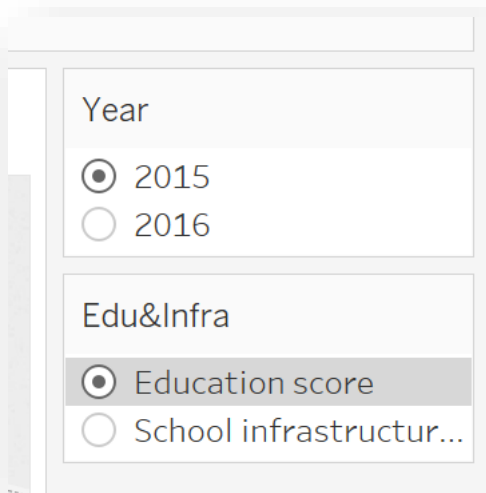 Year
2015
2016
Edu&Infra
Education score
School infrastructur...